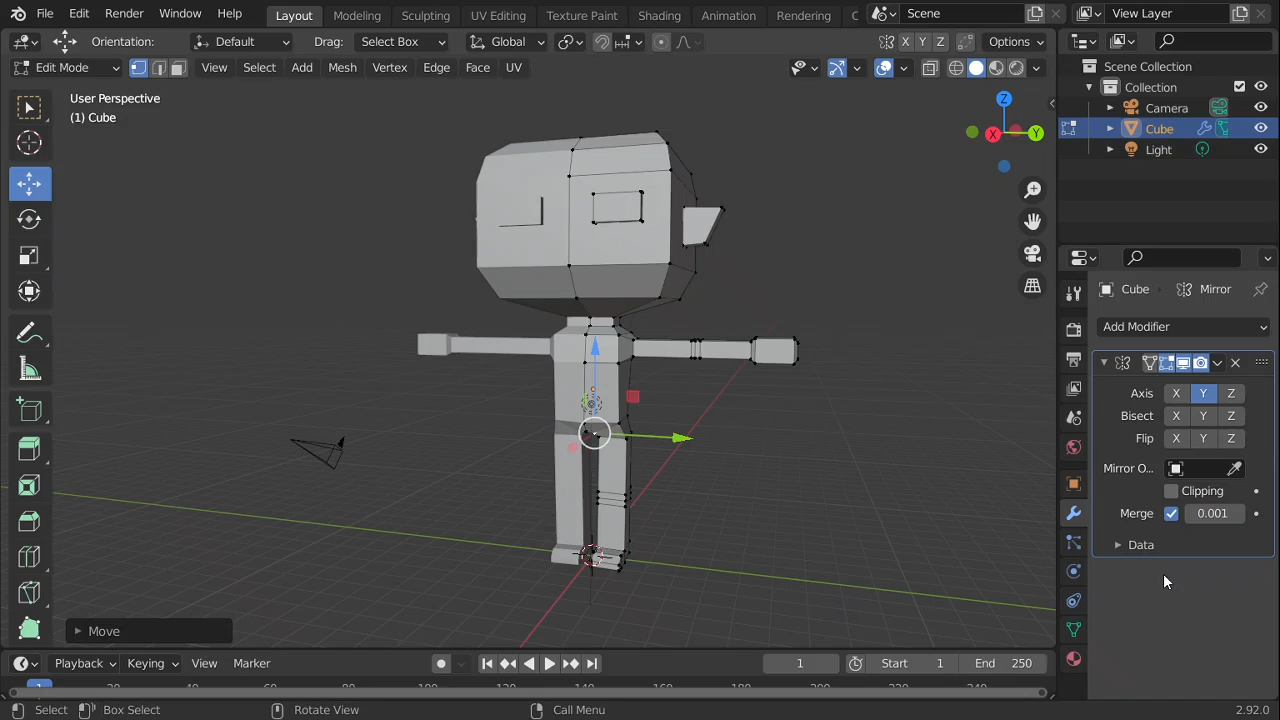 File Edit Render Window Help Layout Modeling Sculpting UV Editing Texture Paint Shading Animation Rendering C Scene View Layer
Orientation: Default Drag: Select Box Global X Y Z Options
Edit Mode View Select Add Mesh Vertex Edge Face UV
User Perspective
(1) Cube
Z
X
Y
Scene Collection
Collection
Camera
Cube
Light
Cube Mirror
Add Modifier
Axis X Y Z
Bisect X Y Z
Flip X Y Z
Mirror O...
Clipping
Merge 0.001
Data
Move
Playback Keying View Marker 1 Start 1 End 250
1
Select Box Select Rotate View Call Menu 2.92.0